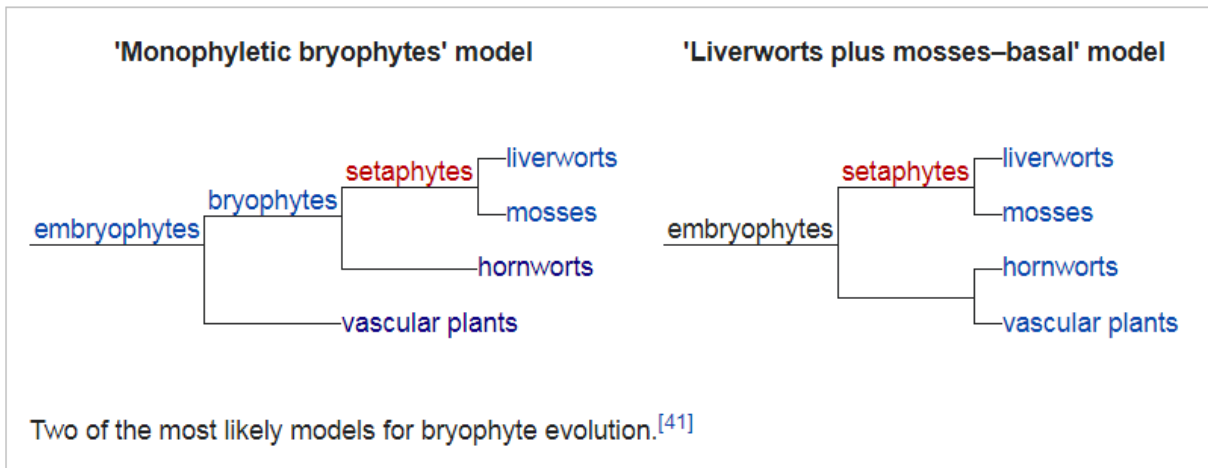 'Monophyletic bryophytes' model
'Liverworts plus mosses–basal' model
liverworts
setaphytes
mosses
bryophytes
embryophytes
hornworts
vascular plants
liverworts
setaphytes
mosses
embryophytes
hornworts
vascular plants
Two of the most likely models for bryophyte evolution.[41]